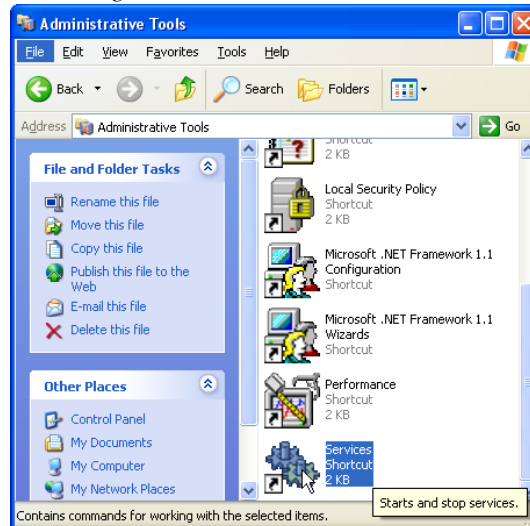 Administrative Tools
File Edit View Favorites Tools Help
Back Search Folders
Address Administrative Tools Go
File and Folder Tasks
Rename this file
Move this file
Copy this file
Publish this file to the
Web
E-mail this file
Delete this file
Other Places
Control Panel
My Documents
My Computer
My Network Places
Shortcut
2 KB
Local Security Policy
Shortcut
2 KB
Microsoft .NET Framework 1.1
Configuration
Shortcut
Microsoft .NET Framework 1.1
Wizards
Shortcut
Performance
Shortcut
2 KB
Services
Shortcut
2 KB
Starts and stop services.
Contains commands for working with the selected items.